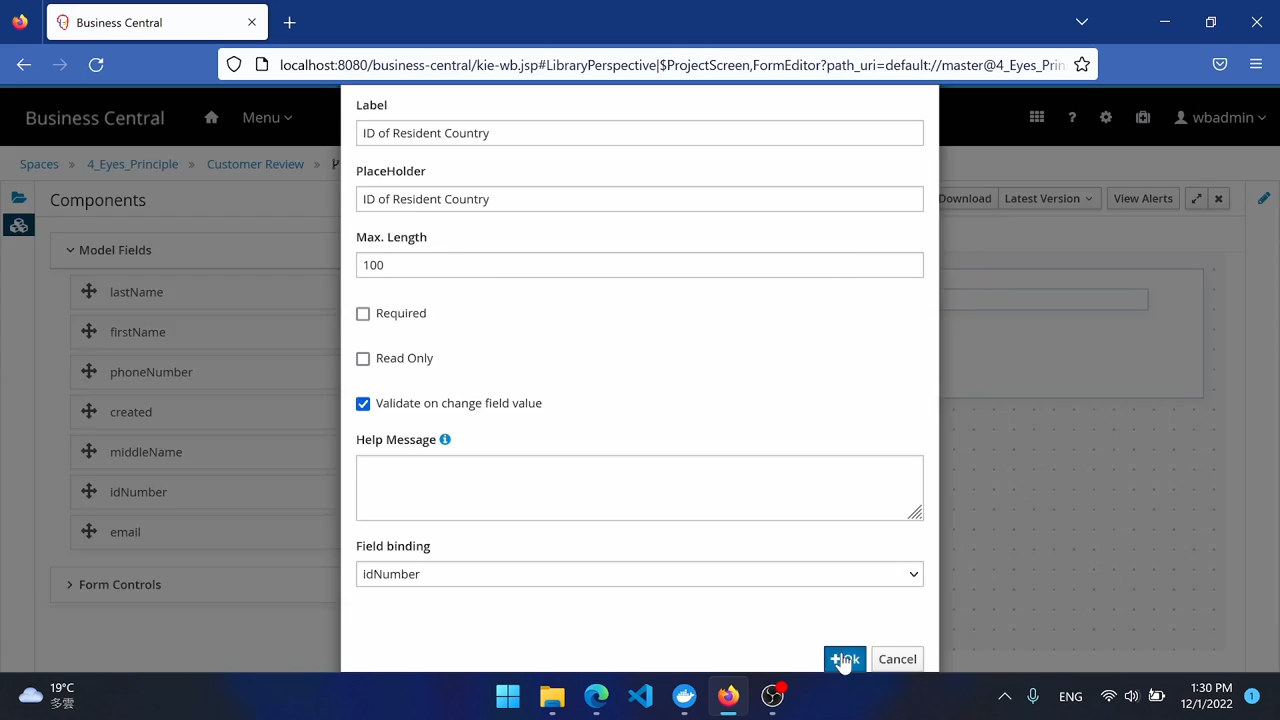 Business Central
localhost:8080/business-central/kie-wb.jsp#LibraryPerspective|$ProjectScreen,FormEditor?path_uri=default://master@4_Eyes_Prin
Business Central
Menu
?
wbadmin
Spaces » 4_Eyes_Principle » Customer Review »
Components
Download
Latest Version
View Alerts
Model Fields
lastName
firstName
phoneNumber
created
middleName
idNumber
email
Form Controls
Label
ID of Resident Country
PlaceHolder
ID of Resident Country
Max. Length
100
Required
Read Only
Validate on change field value
Help Message
Field binding
idNumber
Ok
Cancel
19°C
多雲
ENG
1:30 PM
12/1/2022
1